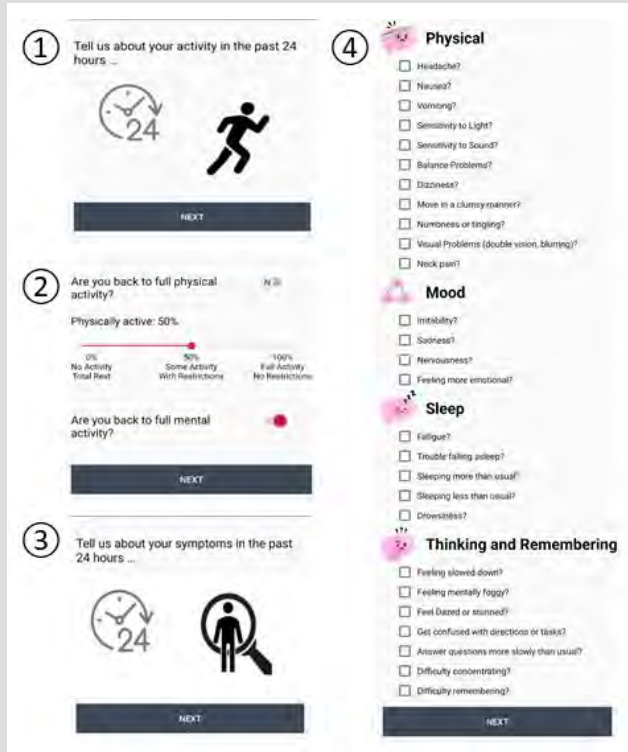 ①
Tell us about your activity in the past 24
hours ...
24
NEXT
②
Are you back to full physical
activity?
N
Physically active: 50%
0%
No Activity
Total Rest
50%
Some Activity
With Restrictions
100%
Full Activity
No Restrictions
Are you back to full mental
activity?
NEXT
③
Tell us about your symptoms in the past
24 hours ...
24
NEXT
④
Physical
Headache?
Nausea?
Vomiting?
Sensitivity to Light?
Sensitivity to Sound?
Balance Problems?
Dizziness?
Move in a clumsy manner?
Numbness or tingling?
Visual Problems (double vision, blurring)?
Neck pain?
Mood
Irritability?
Sadness?
Nervousness?
Feeling more emotional?
zzz
Sleep
Fatigue?
Trouble falling asleep?
Sleeping more than usual?
Sleeping less than usual?
Drowsiness?
Thinking and Remembering
Feeling slowed down?
Feeling mentally foggy?
Feel Dazed or stunned?
Get confused with directions or tasks?
Answer questions more slowly than usual?
Difficulty concentrating?
Difficulty remembering?
NEXT